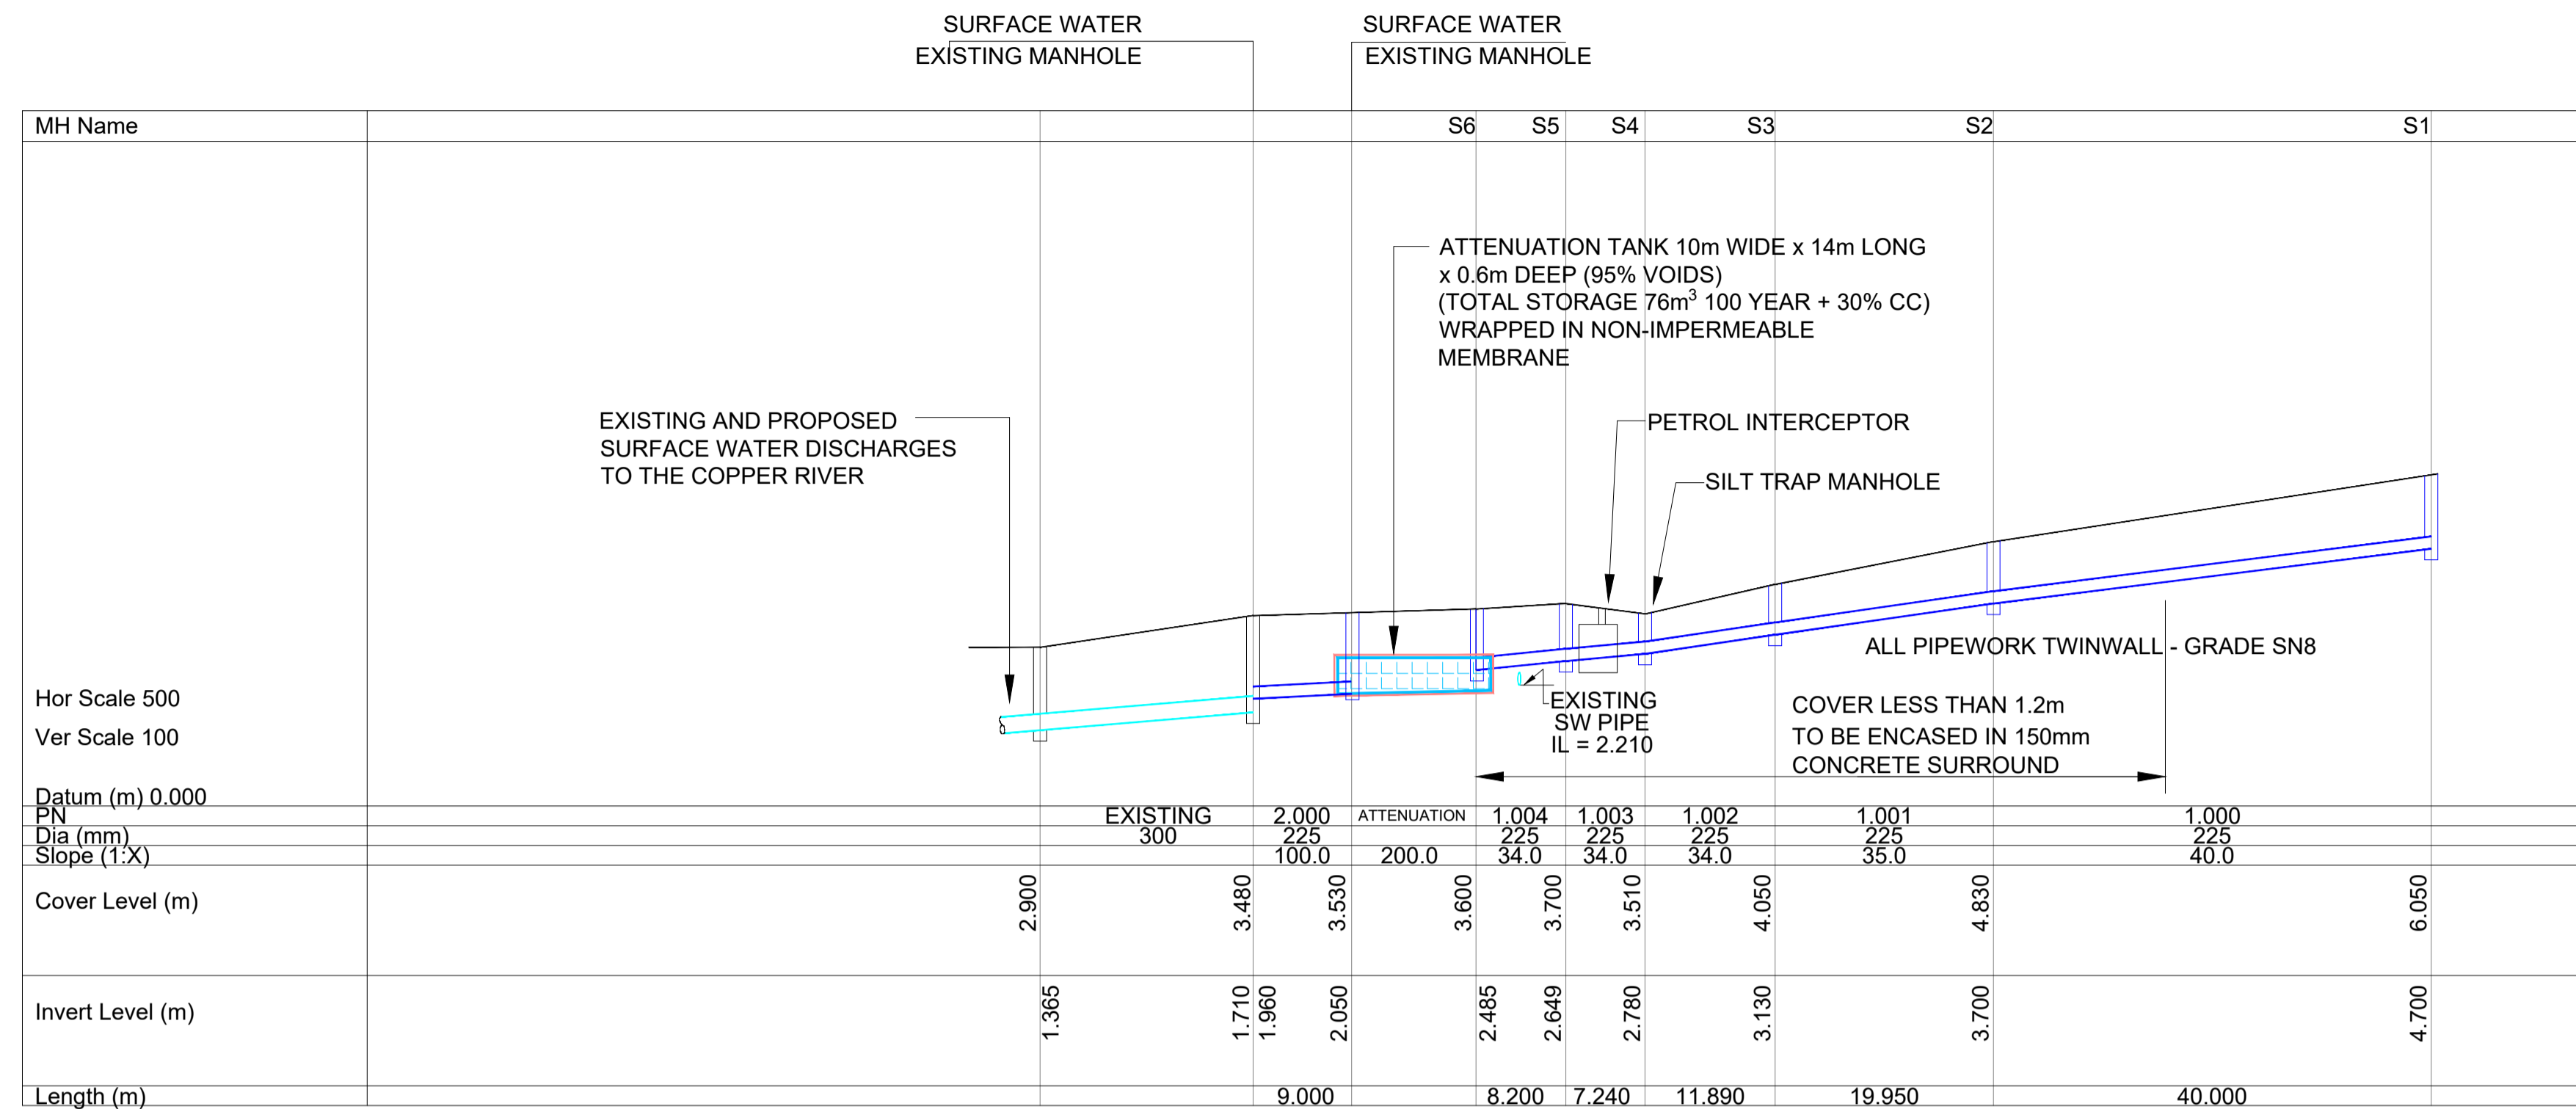 SURFACE WATER
EXISTING MANHOLE
SURFACE WATER
EXISTING MANHOLE
MH Name S6 S5 S4 S3 S2 S1
ATTENUATION TANK 10m WIDE x 14m LONG
x 0.6m DEEP (95% VOIDS)
(TOTAL STORAGE 76m³ 100 YEAR + 30% CC)
WRAPPED IN NON-IMPERMEABLE
MEMBRANE
EXISTING AND PROPOSED
SURFACE WATER DISCHARGES
TO THE COPPER RIVER
PETROL INTERCEPTOR
SILT TRAP MANHOLE
ALL PIPEWORK TWINWALL - GRADE SN8
EXISTING
SW PIPE
IL = 2.210
COVER LESS THAN 1.2m
TO BE ENCASED IN 150mm
CONCRETE SURROUND
Hor Scale 500
Ver Scale 100
Datum (m) 0.000
PN EXISTING 2.000 ATTENUATION 1.004 1.003 1.002 1.001 1.000
Dia (mm) 300 225 225 225 225 225 225
Slope (1:X) 100.0 200.0 34.0 34.0 34.0 35.0 40.0
Cover Level (m) 2.900 3.480 3.530 3.600 3.700 3.510 4.050 4.830 6.050
Invert Level (m) 1.365 1.710 1.960 2.050 2.485 2.649 2.780 3.130 3.700 4.700
Length (m) 9.000 8.200 7.240 11.890 19.950 40.000